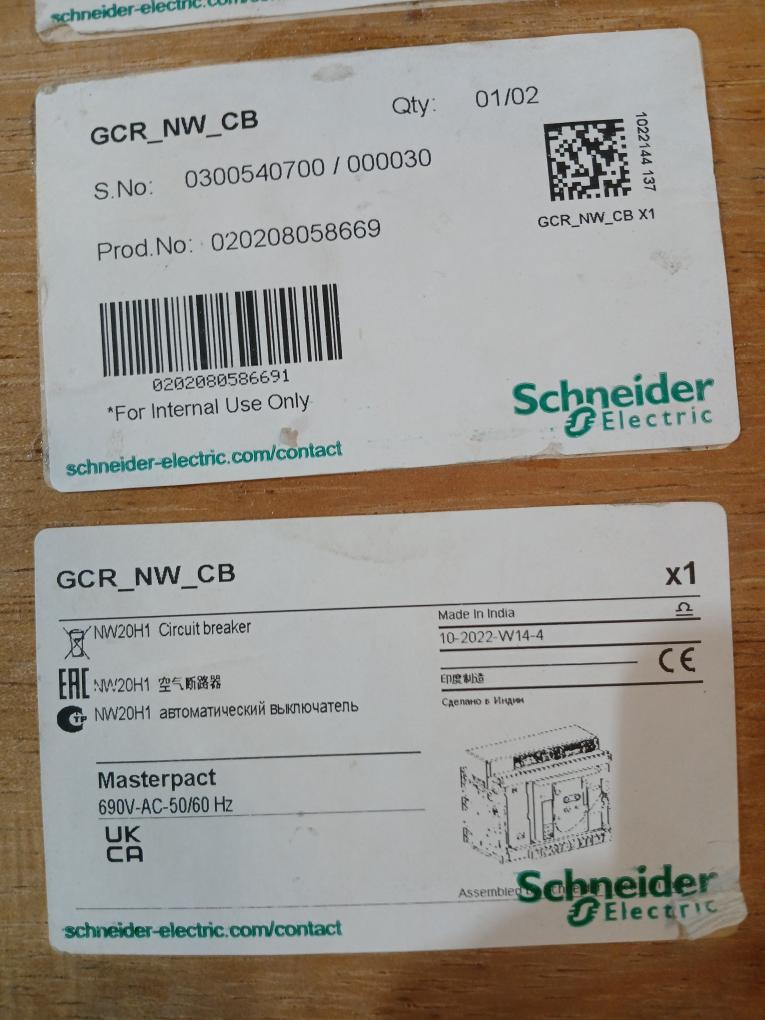 schneider-electric.com/contact
GCR_NW_CB
Qty: 01/02
S.No: 0300540700 / 000030
1022144 137
GCR_NW_CB X1
Prod.No: 020208058669
0202080586691
*For Internal Use Only
Schneider
Electric
schneider-electric.com/contact
GCR_NW_CB
x1
NW20H1 Circuit breaker
Made In India
10-2022-W14-4
CE
EAC NW20H1 空气断路器
印度制造
NW20H1 автоматический выключатель
Сделано в Индии
Masterpact
690V-AC-50/60 Hz
UK
CA
Assembled
Schneider
Electric
schneider-electric.com/contact